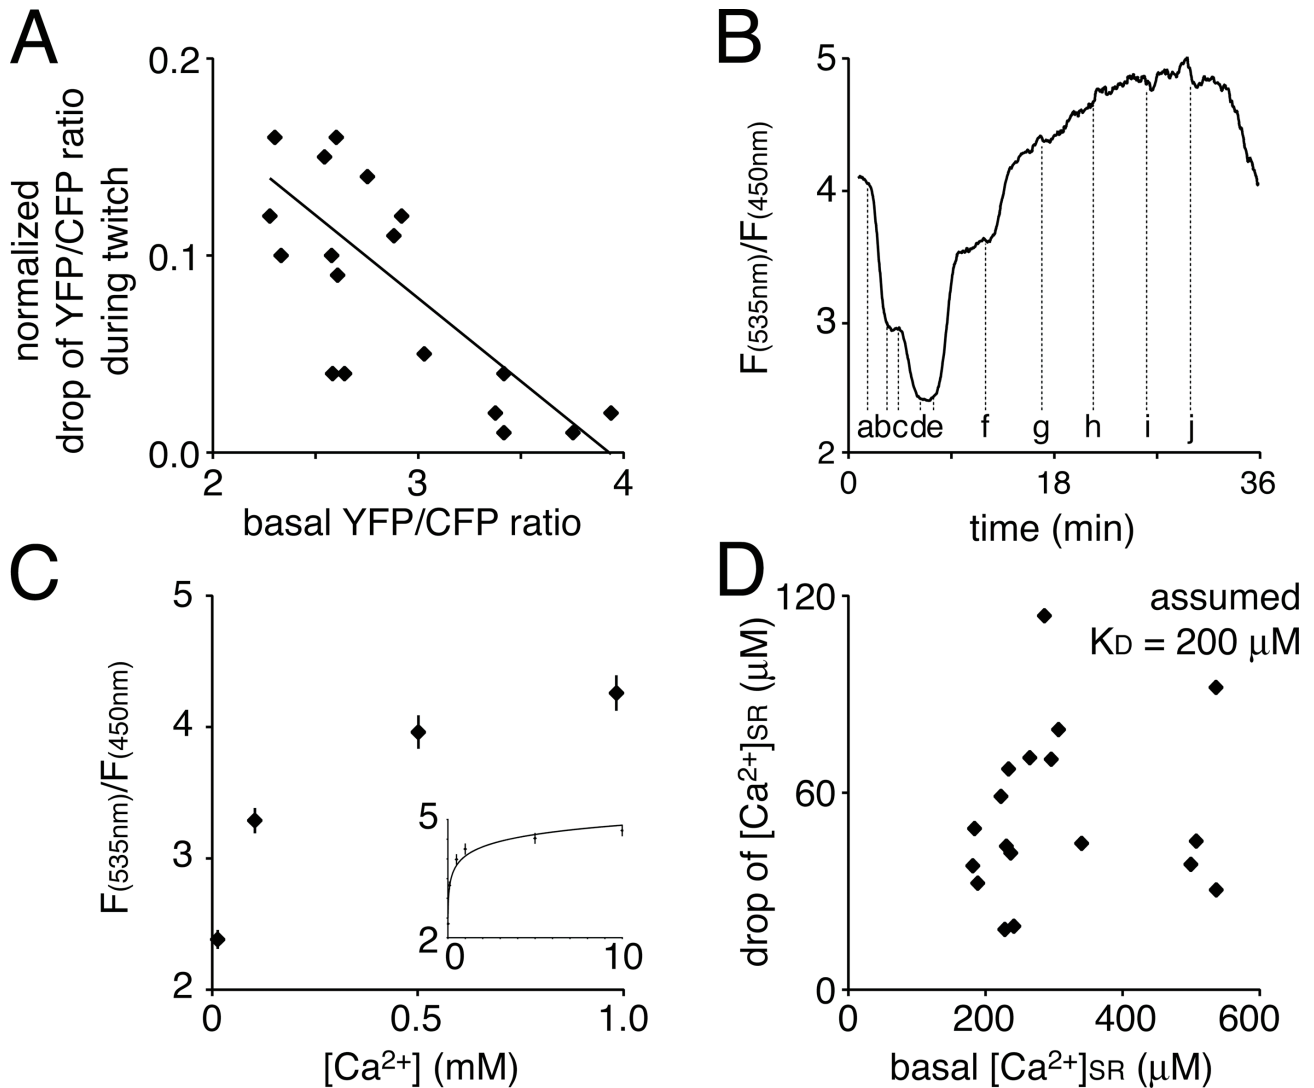 A
0.2
0.1
0.0
2
3
4
normalized
drop of YFP/CFP ratio
during twitch
basal YFP/CFP ratio
B
5
4
3
2
F(535nm)/F(450nm)
a b c d e f g h i j
0
18
36
time (min)
C
5
4
3
2
F(535nm)/F(450nm)
5
2
0
10
0
0.5
1.0
[Ca2+] (mM)
D
120
60
0
assumed
KD = 200 μM
drop of [Ca2+]SR (μM)
0
200
400
600
basal [Ca2+]SR (μM)